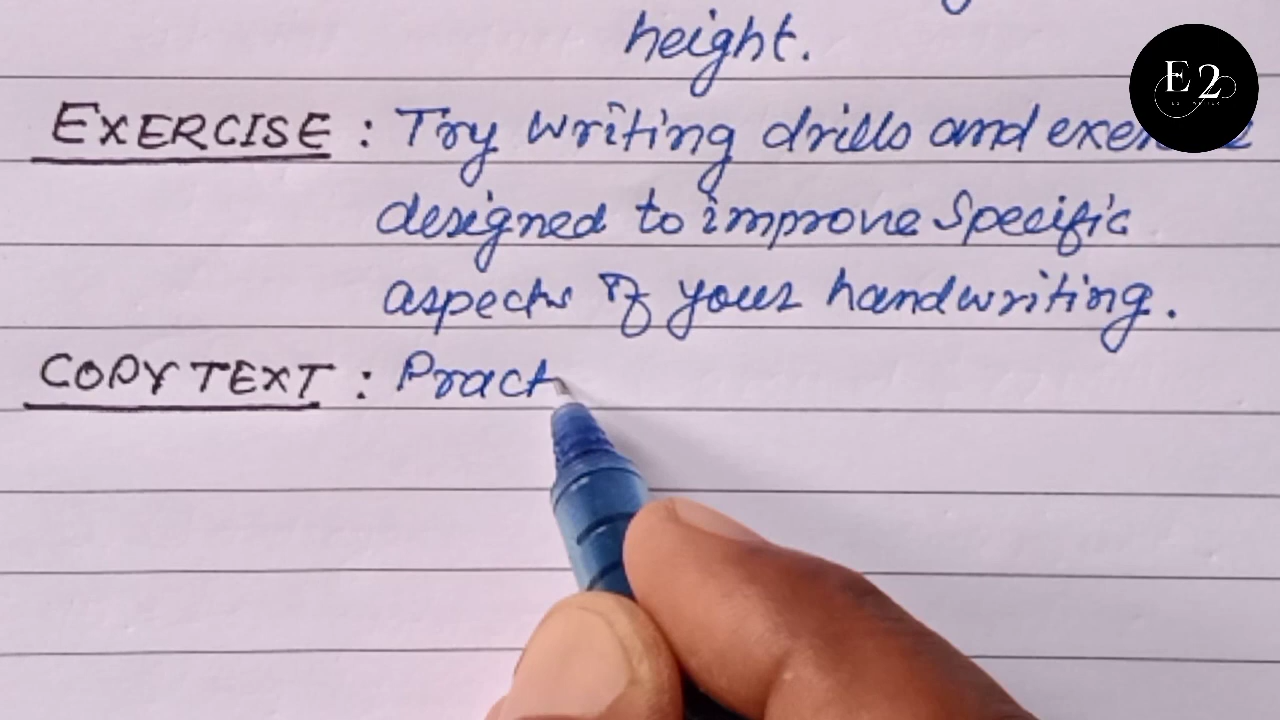 height.
E2
EXERCISE : Try writing drills and
designed to improve Specific
aspects of your handwriting.
COPY TEXT : Pract